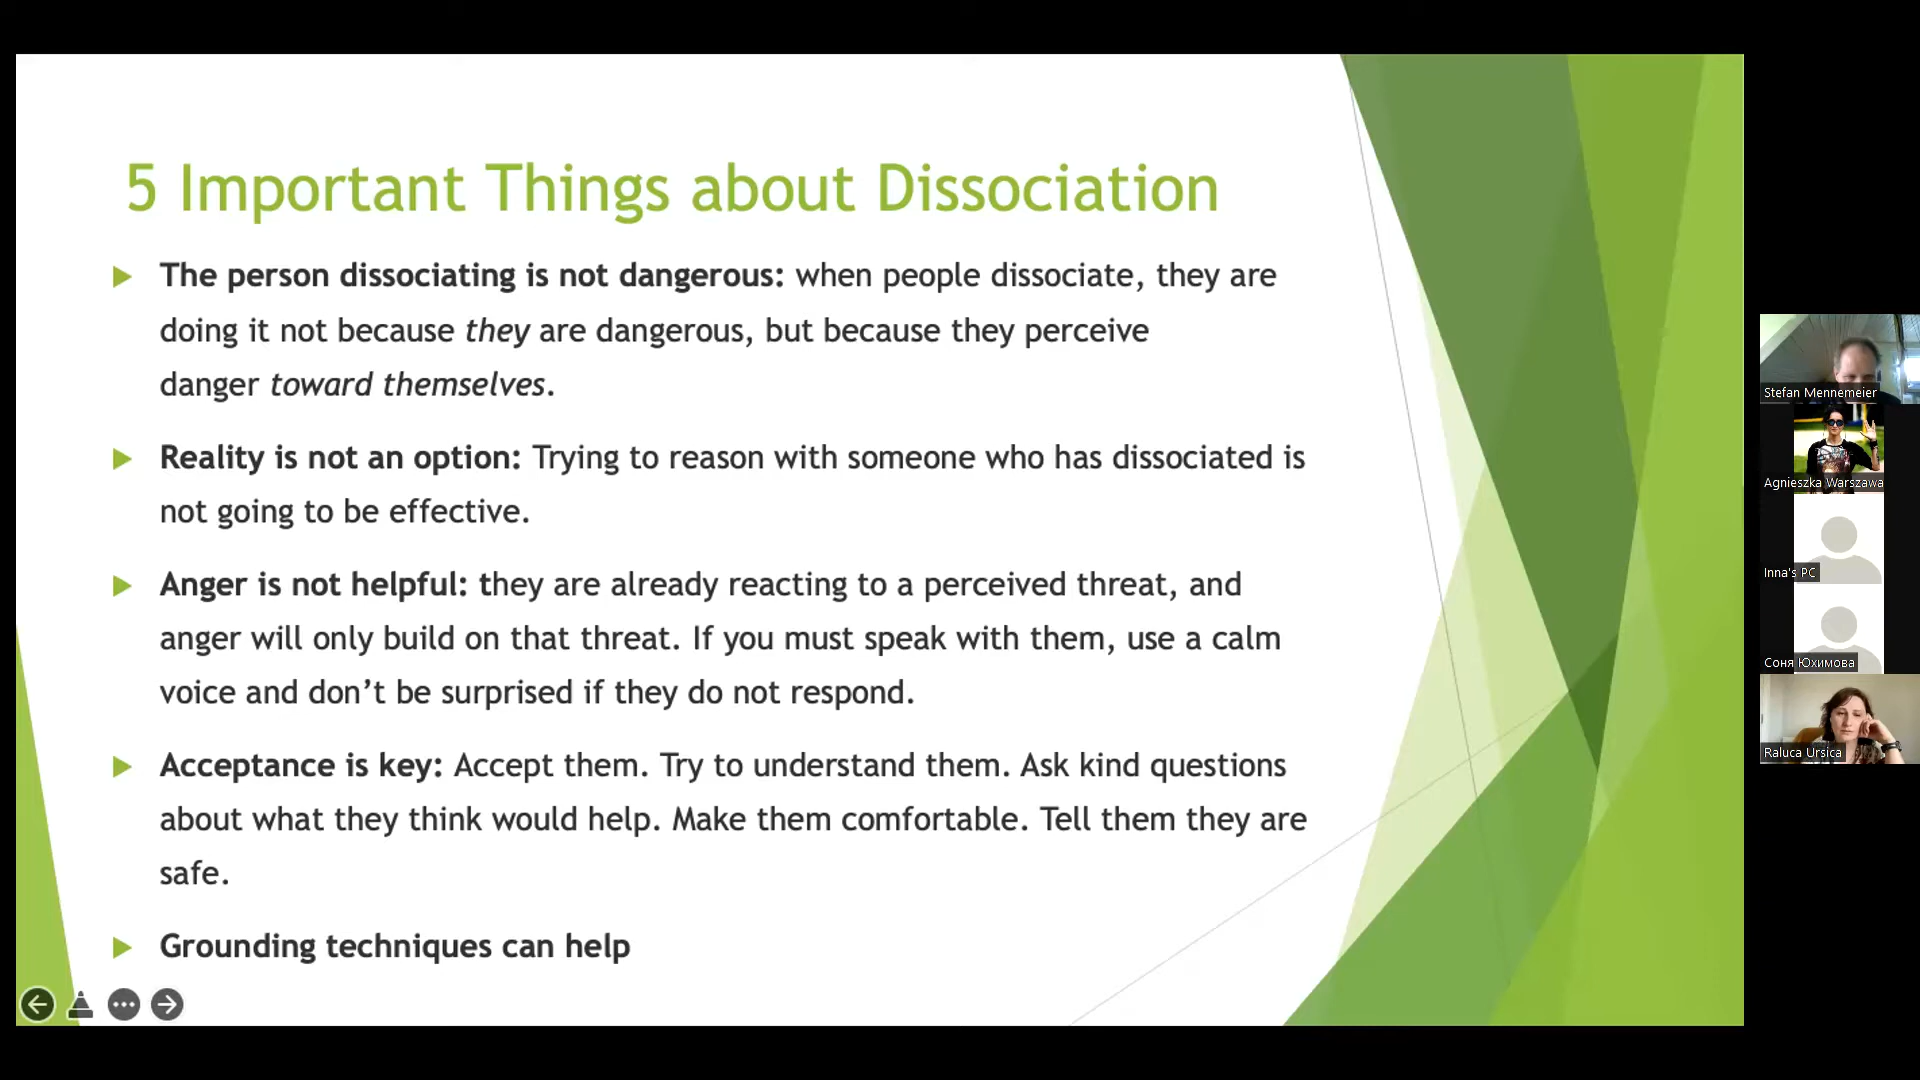 5 Important Things about Dissociation
The person dissociating is not dangerous: when people dissociate, they are
doing it not because they are dangerous, but because they perceive
danger toward themselves.
Reality is not an option: Trying to reason with someone who has dissociated is
not going to be effective.
Anger is not helpful: they are already reacting to a perceived threat, and
anger will only build on that threat. If you must speak with them, use a calm
voice and don’t be surprised if they do not respond.
Acceptance is key: Accept them. Try to understand them. Ask kind questions
about what they think would help. Make them comfortable. Tell them they are
safe.
Grounding techniques can help
Stefan Mennemeier
Agnieszka Warszawa
Inna's PC
Соня Юхимова
Raluca Ursica